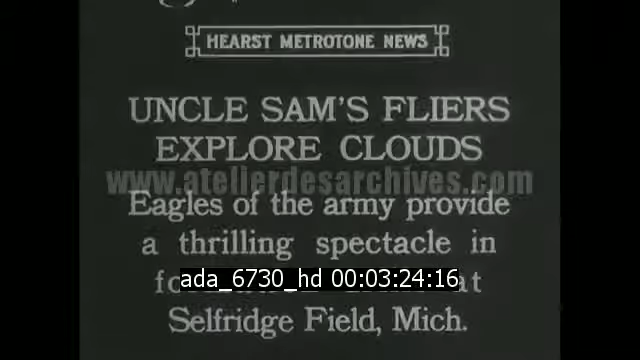 HEARST METROTONE NEWS
UNCLE SAM'S FLIERS
EXPLORE CLOUDS
www.atelierdesarchives.com
Eagles of the army provide
a thrilling spectacle in
ada_6730_hd 00:03:24:16
Selfridge Field, Mich.